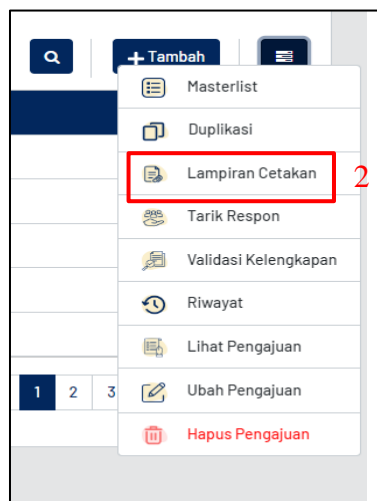 + Tambah
Masterlist
Duplikasi
Lampiran Cetakan
2
Tarik Respon
Validasi Kelengkapan
Riwayat
Lihat Pengajuan
1 2 3
Ubah Pengajuan
Hapus Pengajuan